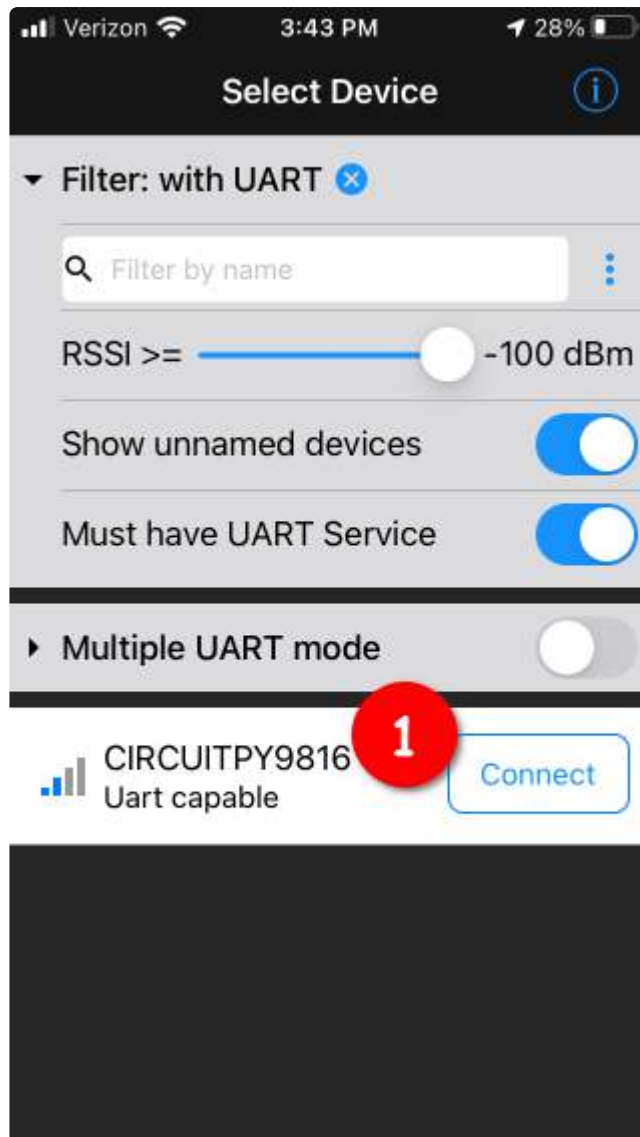 Verizon 3:43 PM 28%
Select Device
Filter: with UART
Filter by name
RSSI >= -100 dBm
Show unnamed devices
Must have UART Service
Multiple UART mode
1
CIRCUITPY9816 Connect
Uart capable